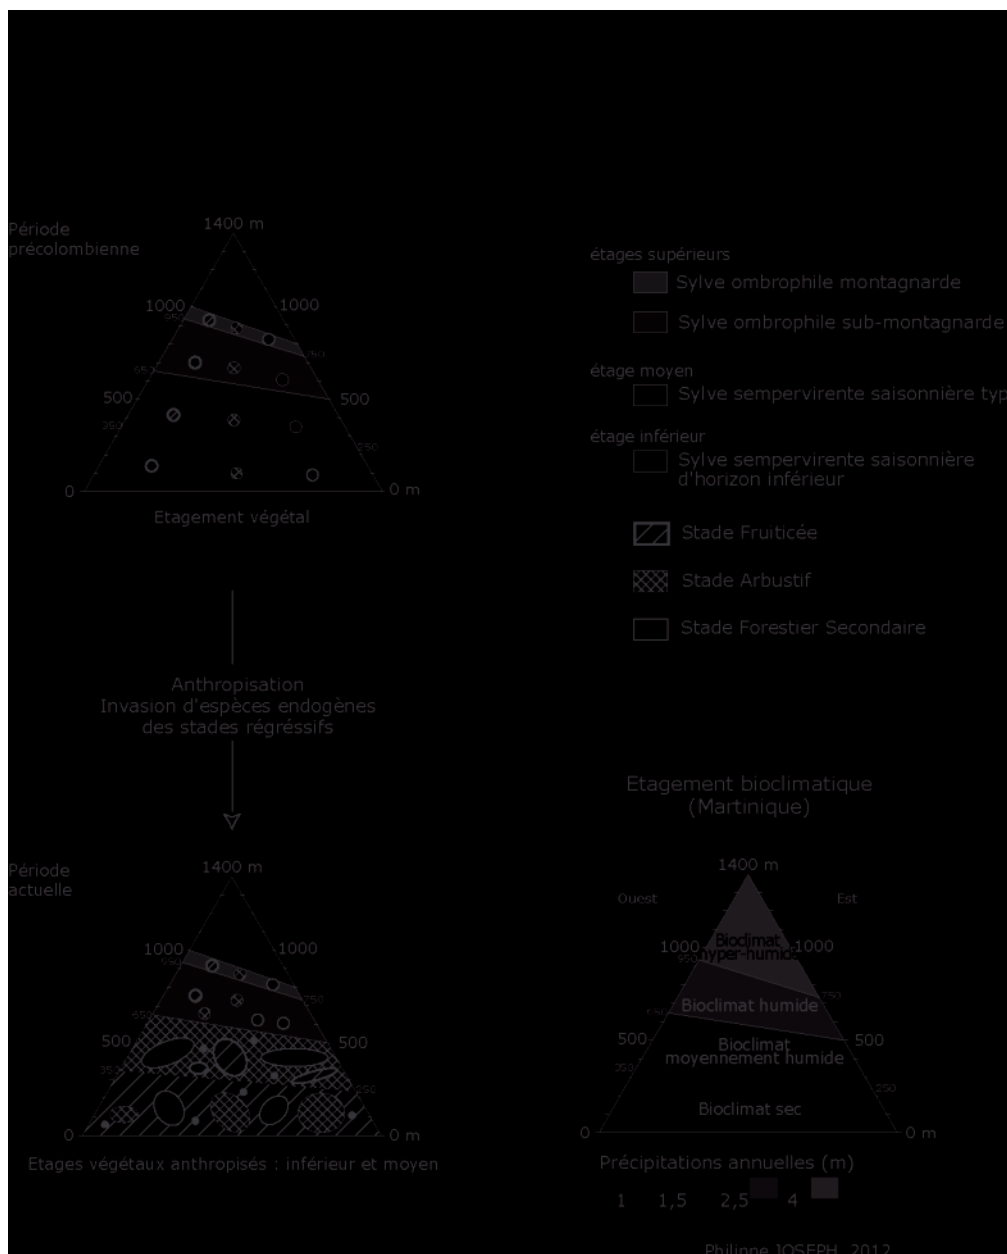 Période
précolombienne
1400 m
1000
1000
950
750
650
500
500
350
250
0
0 m
Etagement végétal
étages supérieurs
Sylve ombrophile montagnarde
Sylve ombrophile sub-montagnarde
étage moyen
Sylve sempervirente saisonnière typ
étage inférieur
Sylve sempervirente saisonnière
d'horizon inférieur
Stade Fruiticée
Stade Arbustif
Stade Forestier Secondaire
Anthropisation
Invasion d'espèces endogènes
des stades régréssifs
Période
actuelle
1400 m
1000
1000
950
750
650
500
500
350
250
0
0 m
Etages végétaux anthropisés : inférieur et moyen
Etagement bioclimatique
(Martinique)
1400 m
Ouest
Est
1000
1000
950
750
650
500
500
350
250
0
0 m
Bioclimat
hyper-humide
Bioclimat humide
Bioclimat
moyennement humide
Bioclimat sec
Précipitations annuelles (m)
1 1,5 2,5 4
Philippe JOSEPH, 2012